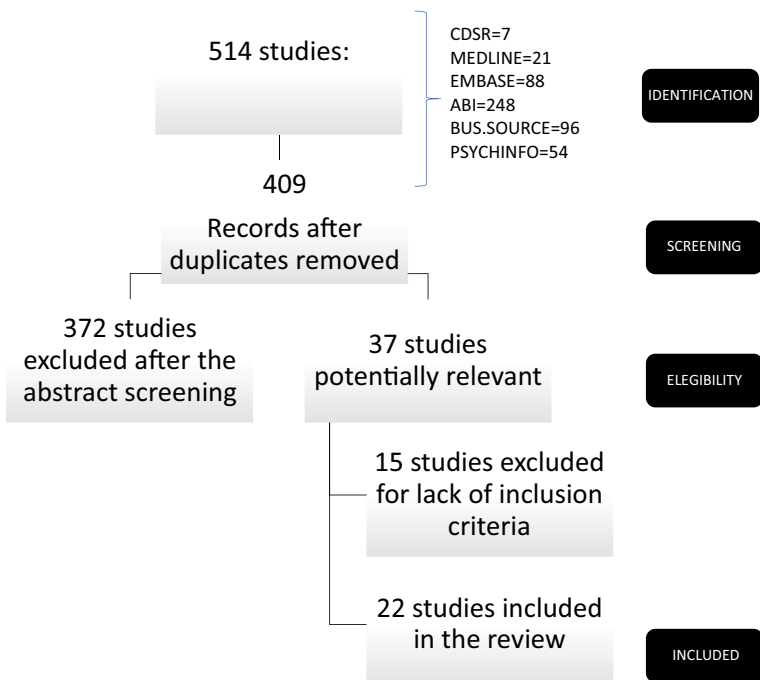 514 studies:
CDSR=7
MEDLINE=21
EMBASE=88
ABI=248
BUS.SOURCE=96
PSYCHINFO=54
IDENTIFICATION
409
Records after
duplicates removed
SCREENING
372 studies
excluded after the
abstract screening
37 studies
potentially relevant
ELEGIBILITY
15 studies excluded
for lack of inclusion
criteria
22 studies included
in the review
INCLUDED